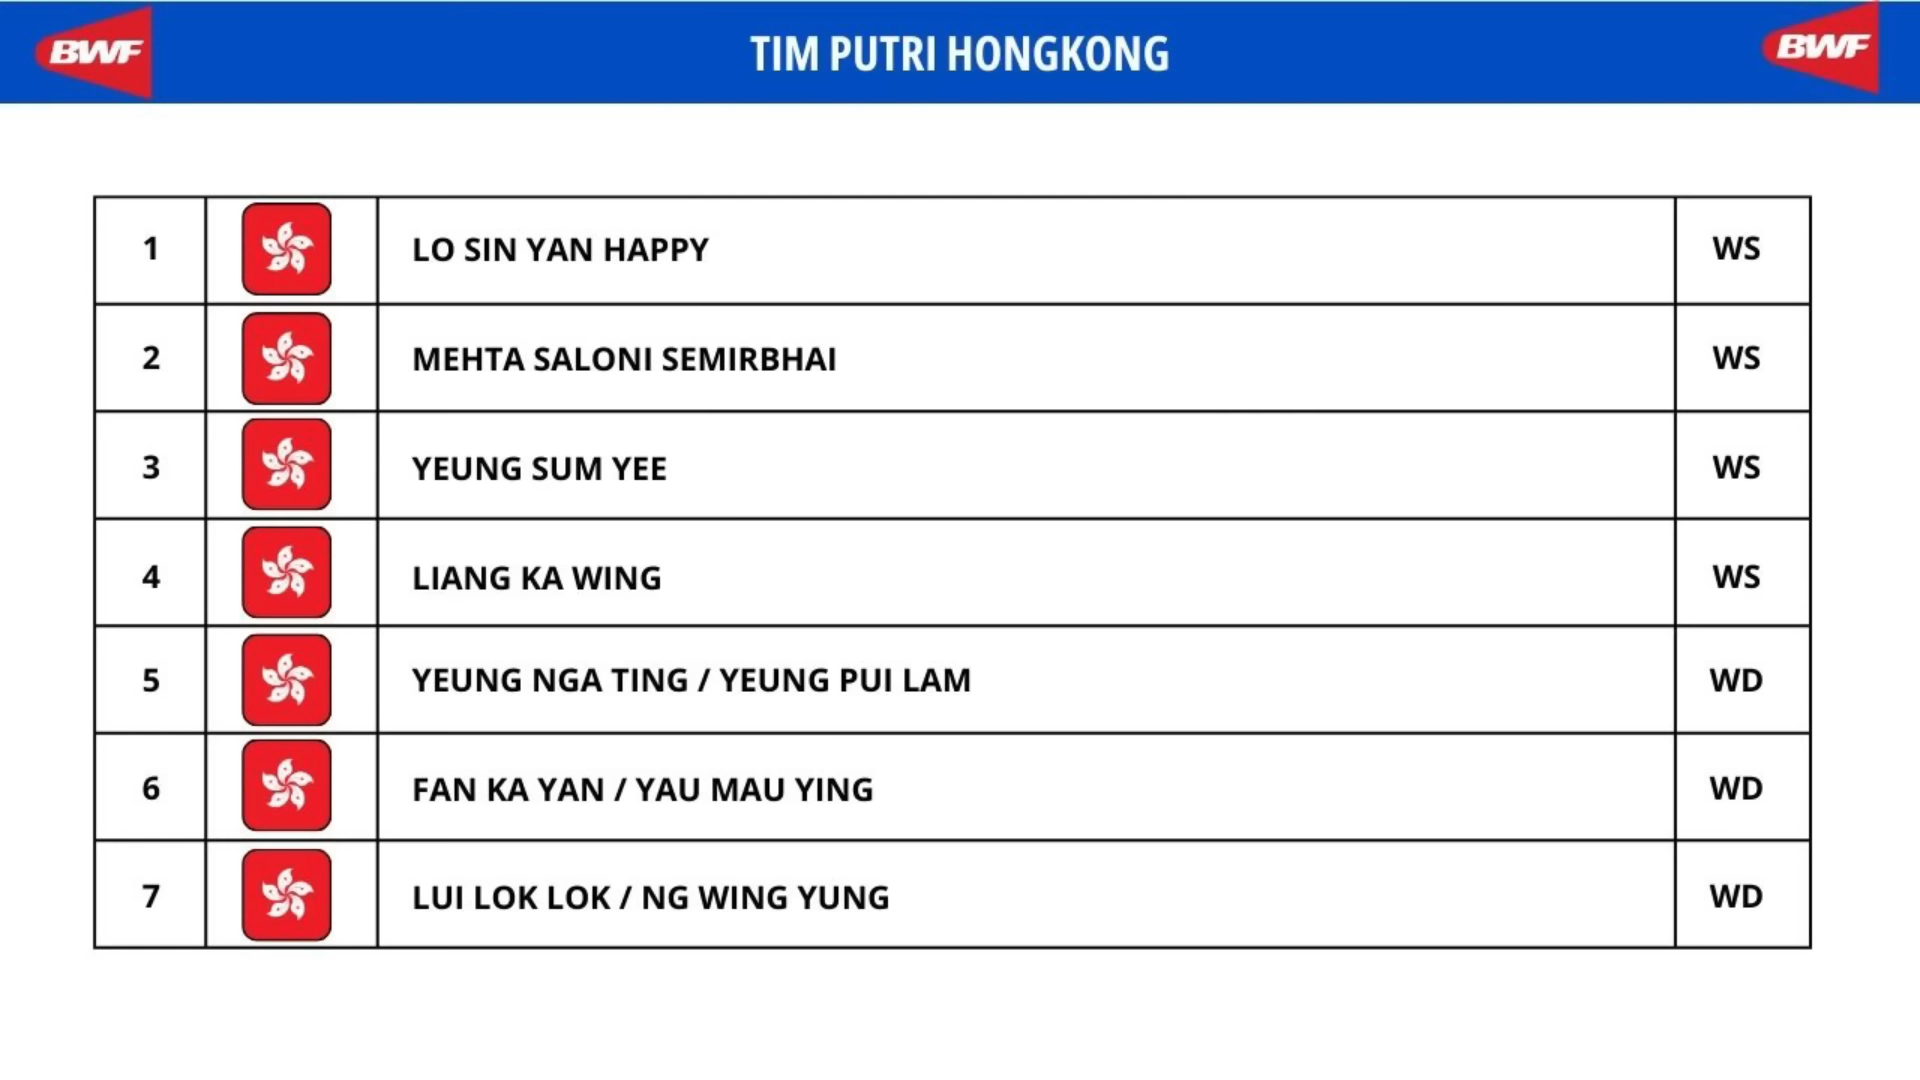 BWF TIM PUTRI HONGKONG BWF
1 LO SIN YAN HAPPY WS
2 MEHTA SALONI SEMIRBHAI WS
3 YEUNG SUM YEE WS
4 LIANG KA WING WS
5 YEUNG NGA TING / YEUNG PUI LAM WD
6 FAN KA YAN / YAU MAU YING WD
7 LUI LOK LOK / NG WING YUNG WD